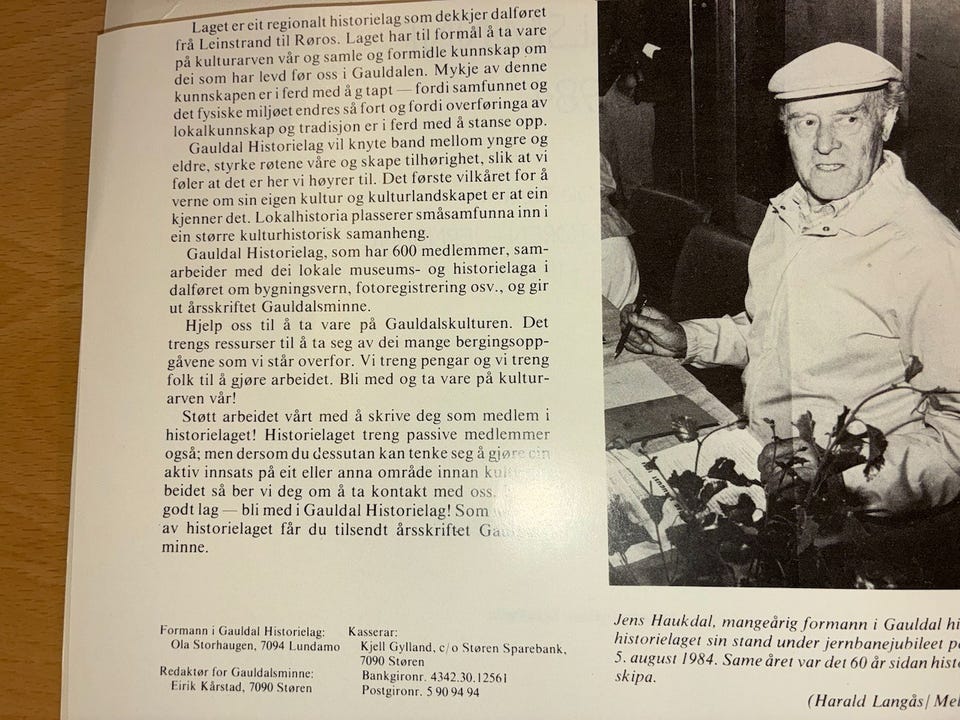 Laget er eit regionalt historielag som dekkjer dalføret
frå Leinstrand til Røros. Laget har til formål å ta vare
på kulturarven vår og samle og formidle kunnskap om
dei som har levd før oss i Gauldalen. Mykje av denne
kunnskapen er i ferd med å g tapt — fordi samfunnet og
det fysiske miljøet endres så fort og fordi overføringa av
lokalkunnskap og tradisjon er i ferd med å stanse opp.
Gauldal Historielag vil knyte band mellom yngre og
eldre, styrke røtene våre og skape tilhørighet, slik at vi
føler at det er her vi høyrer til. Det første vilkåret for å
verne om sin eigen kultur og kulturlandskapet er at ein
kjenner det. Lokalhistoria plasserer småsamfunna inn i
ein større kulturhistorisk samanheng.
Gauldal Historielag, som har 600 medlemmer, sam-
arbeider med dei lokale museums- og historielaga i
dalføret om bygningsvern, fotoregistrering osv., og gir
ut årsskriftet Gauldalsminne.
Hjelp oss til å ta vare på Gauldalskulturen. Det
trengs ressurser til å ta seg av dei mange bergingsopp-
gåvene som vi står overfor. Vi treng pengar og vi treng
folk til å gjøre arbeidet. Bli med og ta vare på kultur-
arven vår!
Støtt arbeidet vårt med å skrive deg som medlem i
historielaget! Historielaget treng passive medlemmer
også; men dersom du dessutan kan tenke seg å gjøre ein
aktiv innsats på eit eller anna område innan
beidet så ber vi deg om å ta kontakt med oss.
godt lag — bli med i Gauldal Historielag! Som
av historielaget får du tilsendt årsskriftet
minne.
Formann i Gauldal Historielag:
Ola Storhaugen, 7094 Lundamo
Redaktør for Gauldalsminne:
Eirik Kårstad, 7090 Støren
Kasserar:
Kjell Gylland, c/o Støren Sparebank,
7090 Støren
Bankgironr. 4342.30.12561
Postgironr. 5 90 94 94
Jens Haukdal, mangeårig formann i Gauldal hi
historielaget sin stand under jernbanejubileet p
5. august 1984. Same året var det 60 år sidan hist
skipa.
(Harald Langås/ Mel